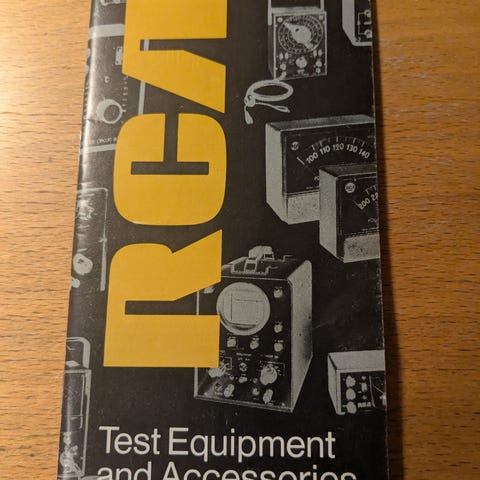 RCA
100 110 120 130 140
Test Equipment
and Accessories